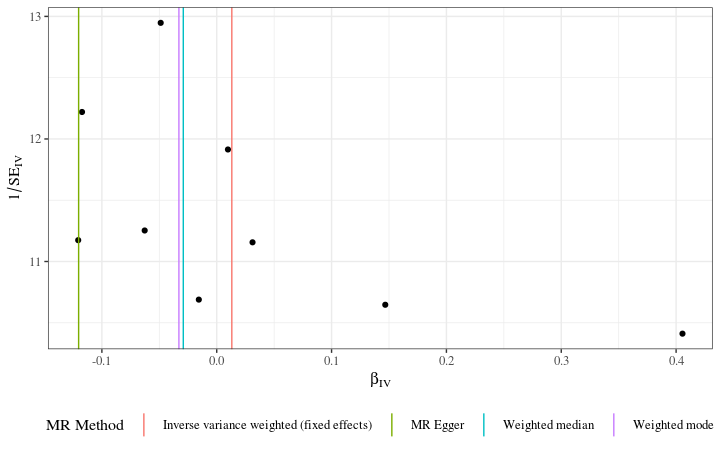 13
12
11
1/SE_IV
-0.1 0.0 0.1 0.2 0.3 0.4
β_IV
MR Method Inverse variance weighted (fixed effects) MR Egger Weighted median Weighted mode